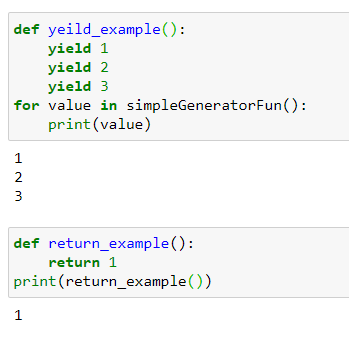 def yeild_example():
    yield 1
    yield 2
    yield 3
for value in simpleGeneratorFun():
    print(value)
1
2
3
def return_example():
    return 1
print(return_example())
1